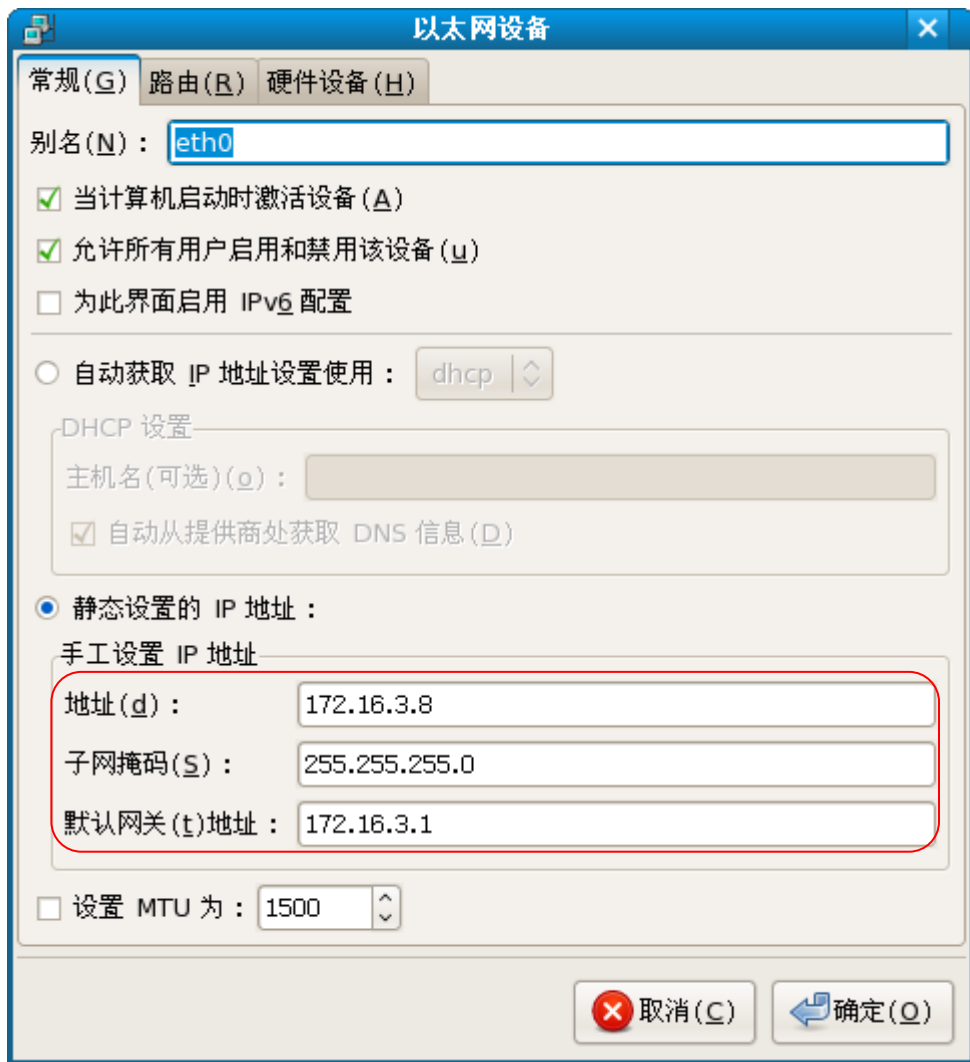 以太网设备
常规(G) 路由(R) 硬件设备(H)
别名(N)： eth0
当计算机启动时激活设备(A)
允许所有用户启用和禁用该设备(u)
为此界面启用 IPv6 配置
自动获取 IP 地址设置使用： dhcp
DHCP 设置
主机名(可选)(o)：
自动从提供商处获取 DNS 信息(D)
静态设置的 IP 地址：
手工设置 IP 地址
地址(d)： 172.16.3.8
子网掩码(S)： 255.255.255.0
默认网关(t)地址： 172.16.3.1
设置 MTU 为： 1500
取消(C) 确定(O)